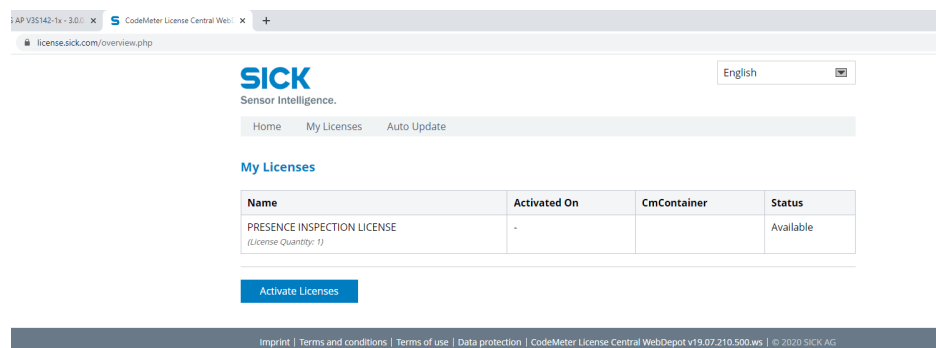 AP V3S142-1x - 3.0.0
CodeMeter License Central WebD
license.sick.com/overview.php
SICK
Sensor Intelligence.
English
Home My Licenses Auto Update
My Licenses
Name Activated On CmContainer Status
PRESENCE INSPECTION LICENSE - Available
(License Quantity: 1)
Activate Licenses
Imprint | Terms and conditions | Terms of use | Data protection | CodeMeter License Central WebDepot v19.07.210.500.ws | © 2020 SICK AG